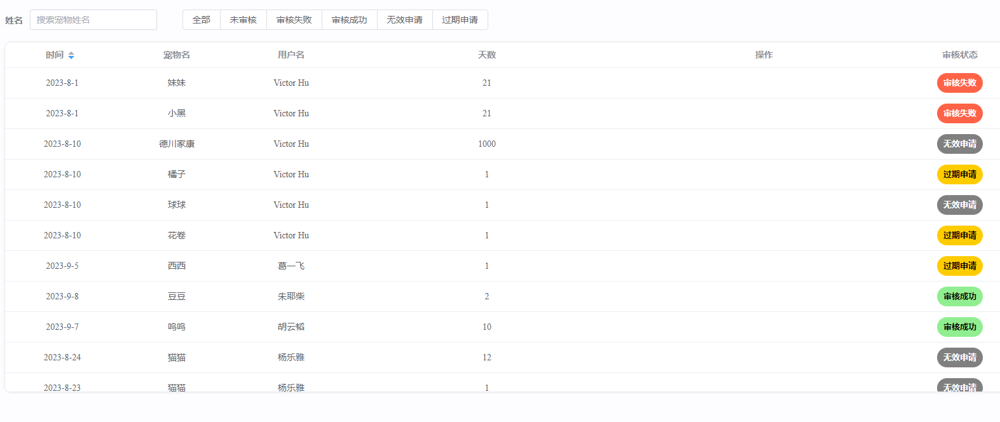 姓名 搜索宠物姓名 全部 未审核 审核失败 审核成功 无效申请 过期申请
时间 宠物名 用户名 天数 操作 审核状态
2023-8-1 妹妹 Victor Hu 21 审核失败
2023-8-1 小黑 Victor Hu 21 审核失败
2023-8-10 德川家康 Victor Hu 1000 无效申请
2023-8-10 橘子 Victor Hu 1 过期申请
2023-8-10 球球 Victor Hu 1 无效申请
2023-8-10 花卷 Victor Hu 1 过期申请
2023-9-5 西西 葛一飞 1 过期申请
2023-9-8 豆豆 朱耶柴 2 审核成功
2023-9-7 呜呜 胡云韬 10 审核成功
2023-8-24 猫猫 杨乐雅 12 无效申请
2023-8-23 猫猫 杨乐雅 1 无效申请